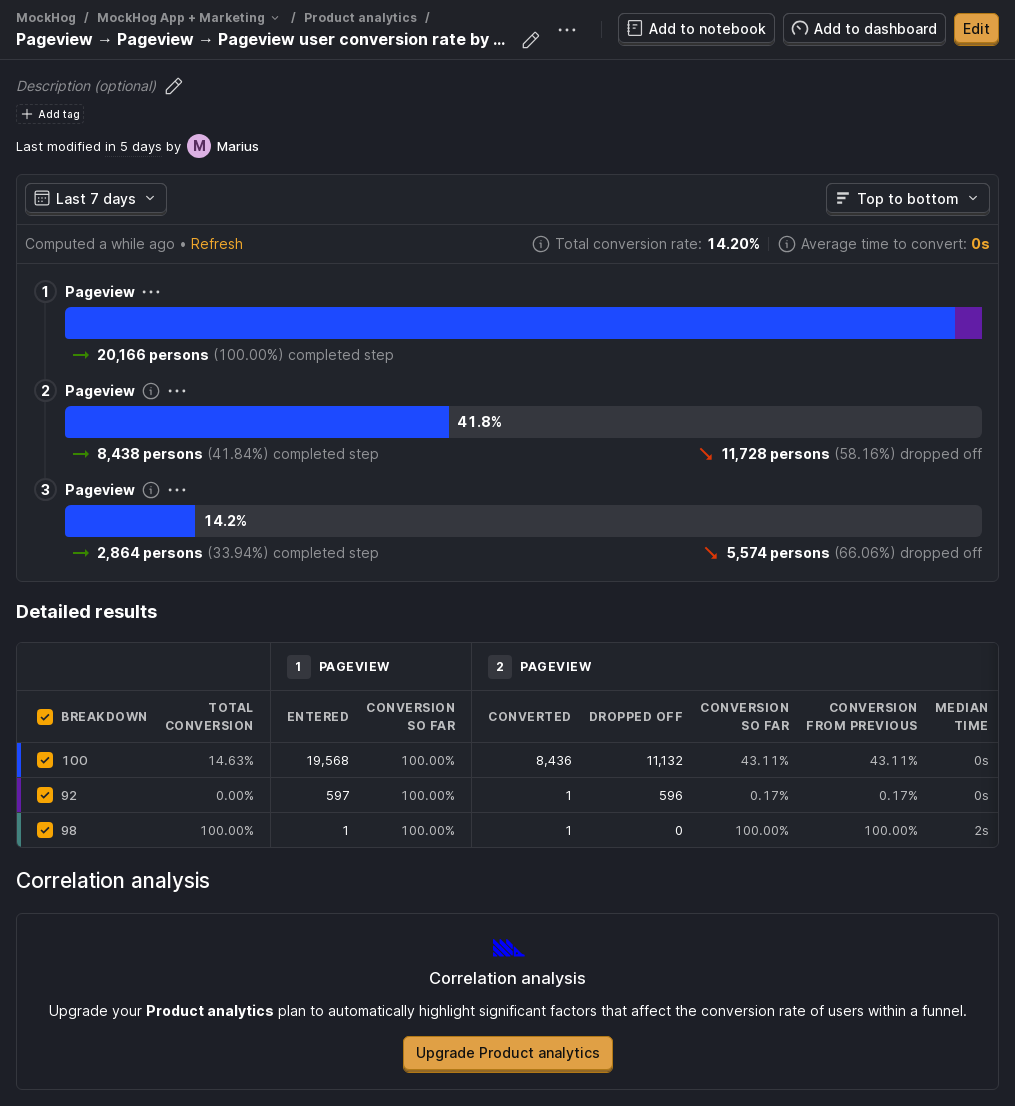 MockHog / MockHog App + Marketing / Product analytics /
Pageview → Pageview → Pageview user conversion rate by ...
Add to notebook
Add to dashboard
Edit
Description (optional)
Add tag
Last modified in 5 days by M Marius
Last 7 days
Top to bottom
Computed a while ago • Refresh
Total conversion rate: 14.20%
Average time to convert: 0s
1 Pageview
→ 20,166 persons (100.00%) completed step
2 Pageview
41.8%
→ 8,438 persons (41.84%) completed step
↘ 11,728 persons (58.16%) dropped off
3 Pageview
14.2%
→ 2,864 persons (33.94%) completed step
↘ 5,574 persons (66.06%) dropped off
Detailed results
1 PAGEVIEW 2 PAGEVIEW
BREAKDOWN TOTAL CONVERSION ENTERED CONVERSION SO FAR CONVERTED DROPPED OFF CONVERSION SO FAR CONVERSION FROM PREVIOUS MEDIAN TIME
100 14.63% 19,568 100.00% 8,436 11,132 43.11% 43.11% 0s
92 0.00% 597 100.00% 1 596 0.17% 0.17% 0s
98 100.00% 1 100.00% 1 0 100.00% 100.00% 2s
Correlation analysis
Correlation analysis
Upgrade your Product analytics plan to automatically highlight significant factors that affect the conversion rate of users within a funnel.
Upgrade Product analytics